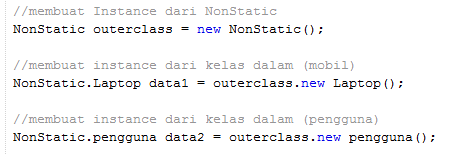 //membuat Instance dari NonStatic
NonStatic outerclass = new NonStatic();
//membuat instance dari kelas dalam (mobil)
NonStatic.Laptop data1 = outerclass.new Laptop();
//membuat instance dari kelas dalam (pengguna)
NonStatic.pengguna data2 = outerclass.new pengguna();